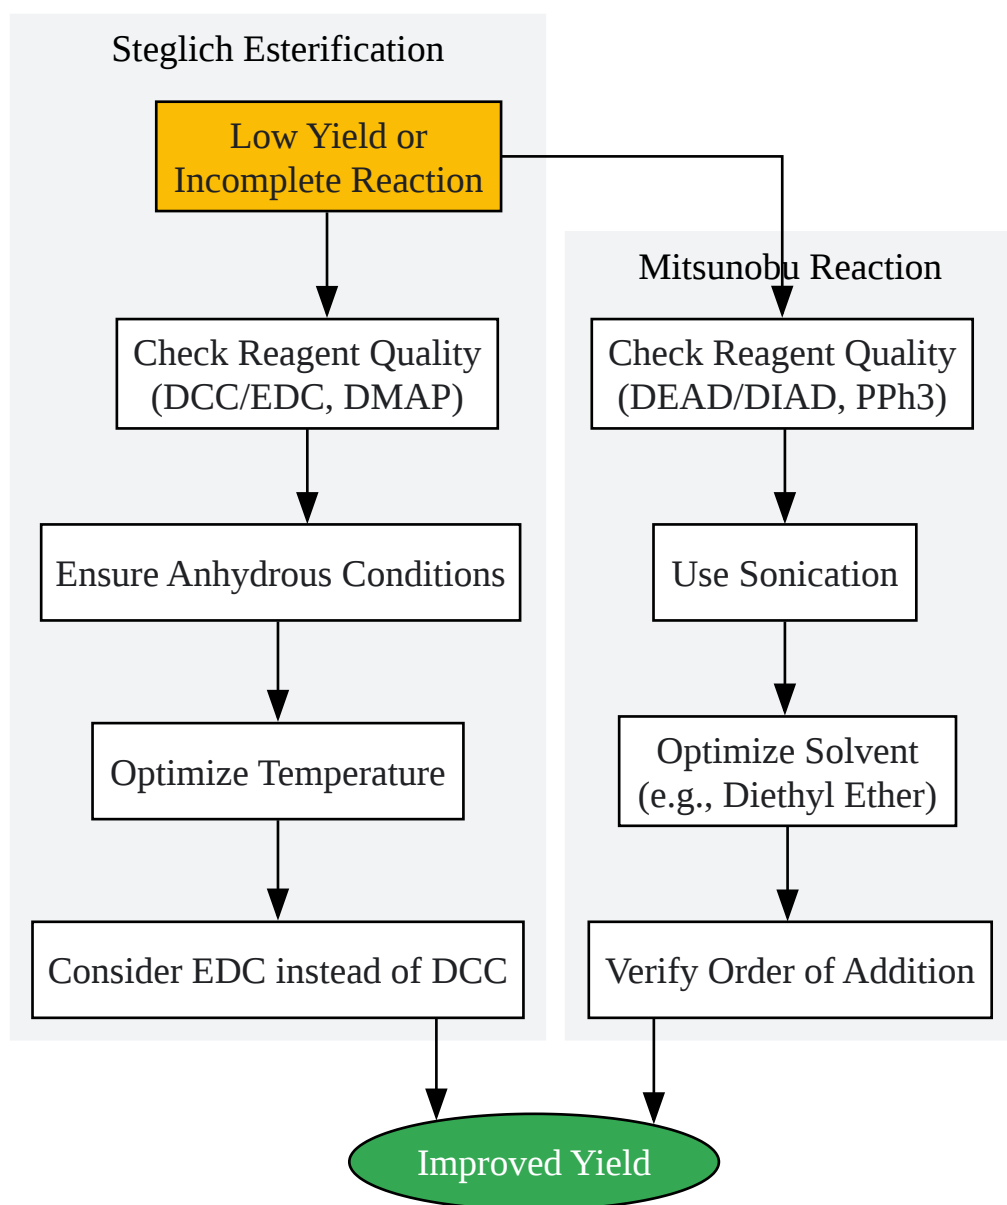 Steglich Esterification
Low Yield or
Incomplete Reaction
Check Reagent Quality
(DCC/EDC, DMAP)
Ensure Anhydrous Conditions
Optimize Temperature
Consider EDC instead of DCC
Mitsunobu Reaction
Check Reagent Quality
(DEAD/DIAD, PPh3)
Use Sonication
Optimize Solvent
(e.g., Diethyl Ether)
Verify Order of Addition
Improved Yield